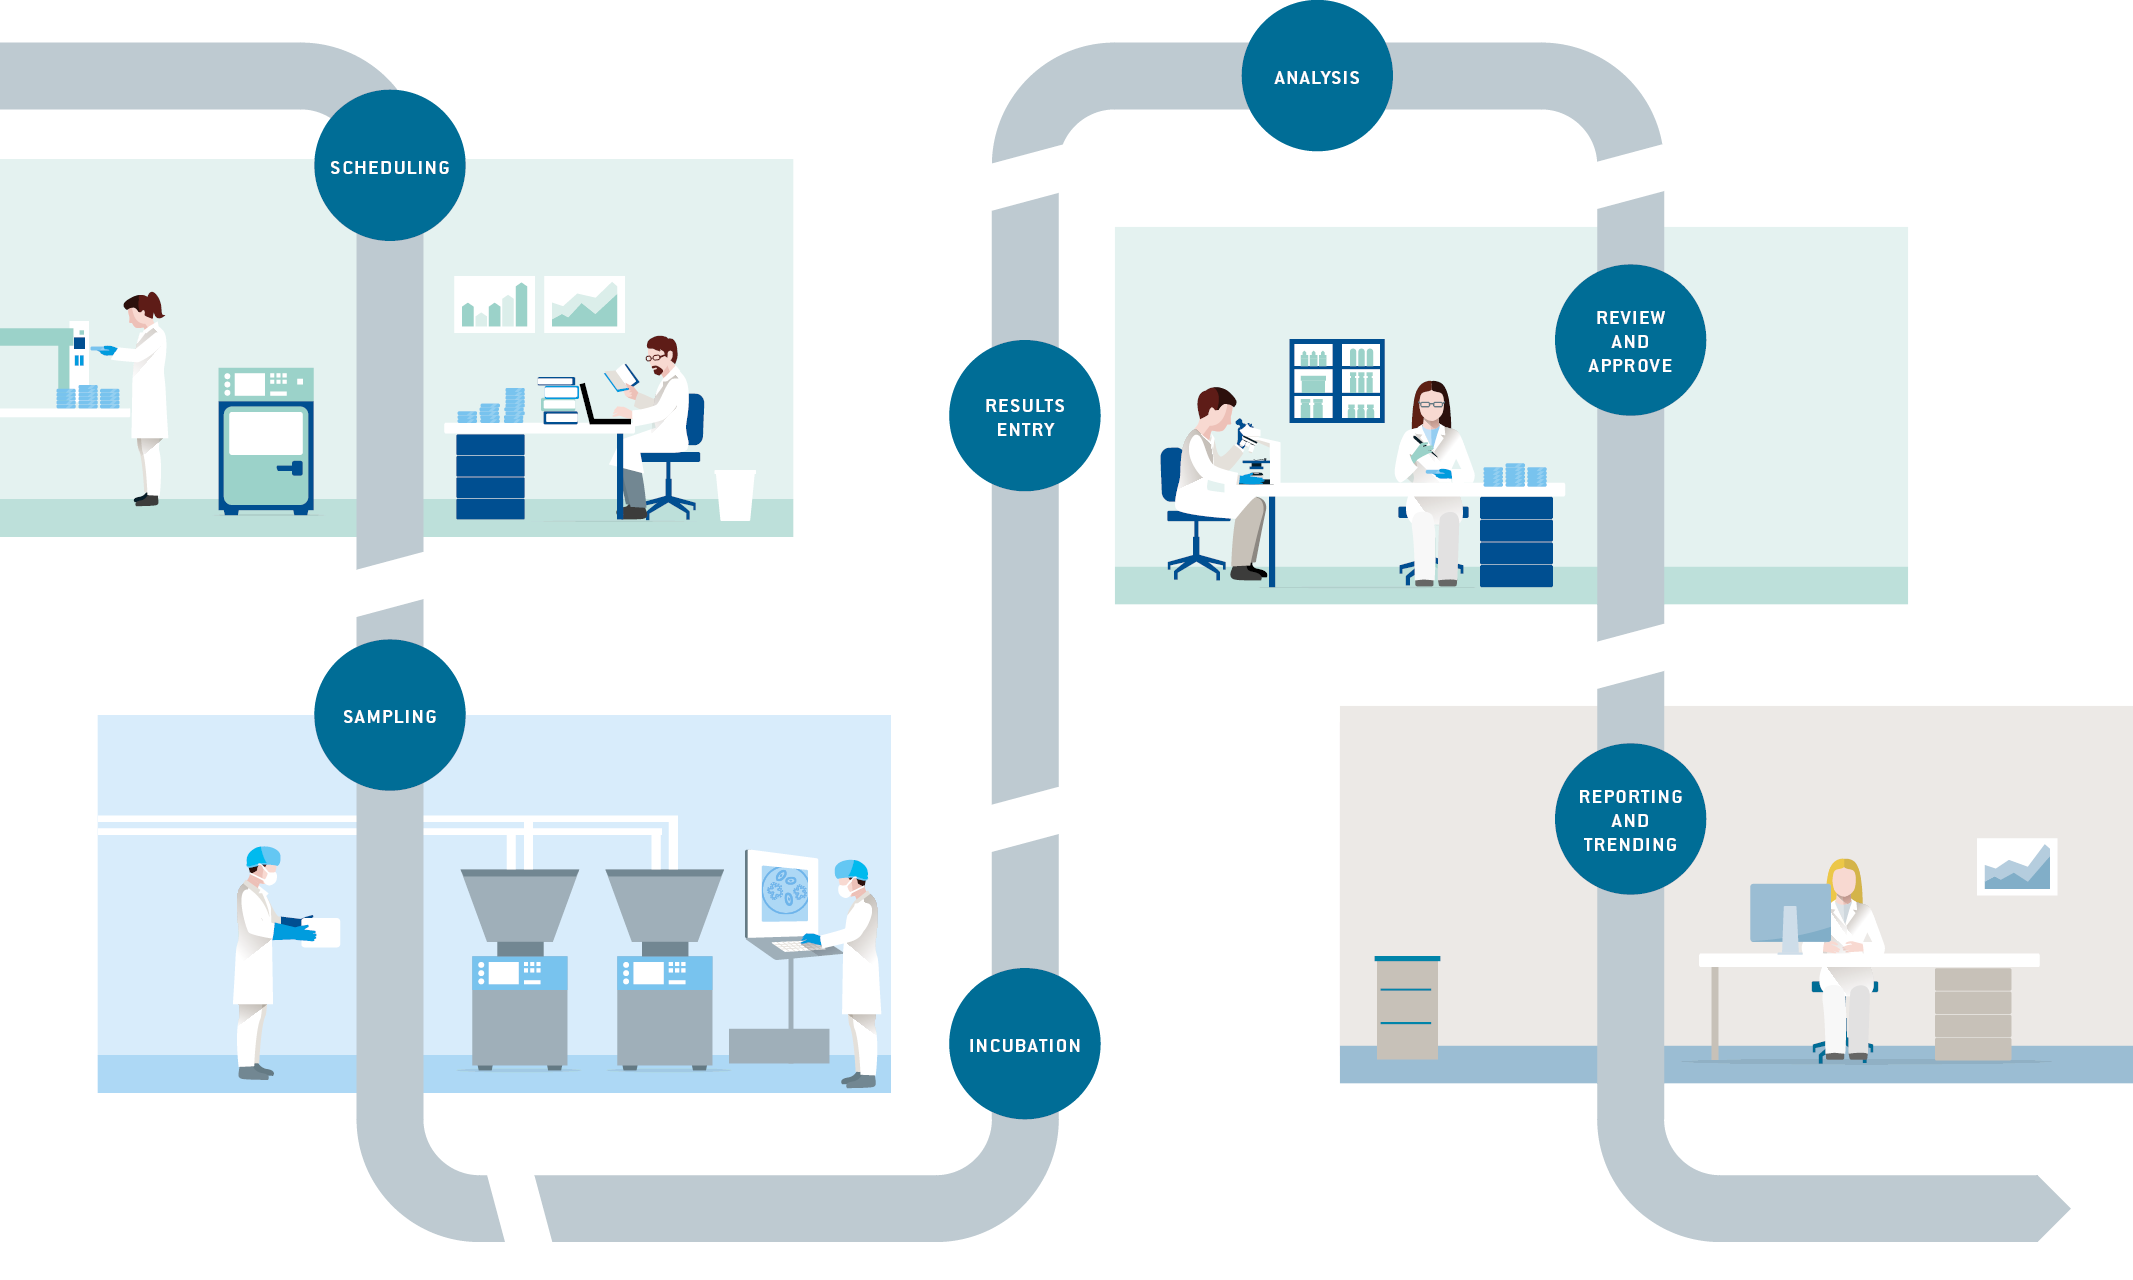 SCHEDULING
SAMPLING
INCUBATION
RESULTS
ENTRY
ANALYSIS
REVIEW
AND
APPROVE
REPORTING
AND
TRENDING